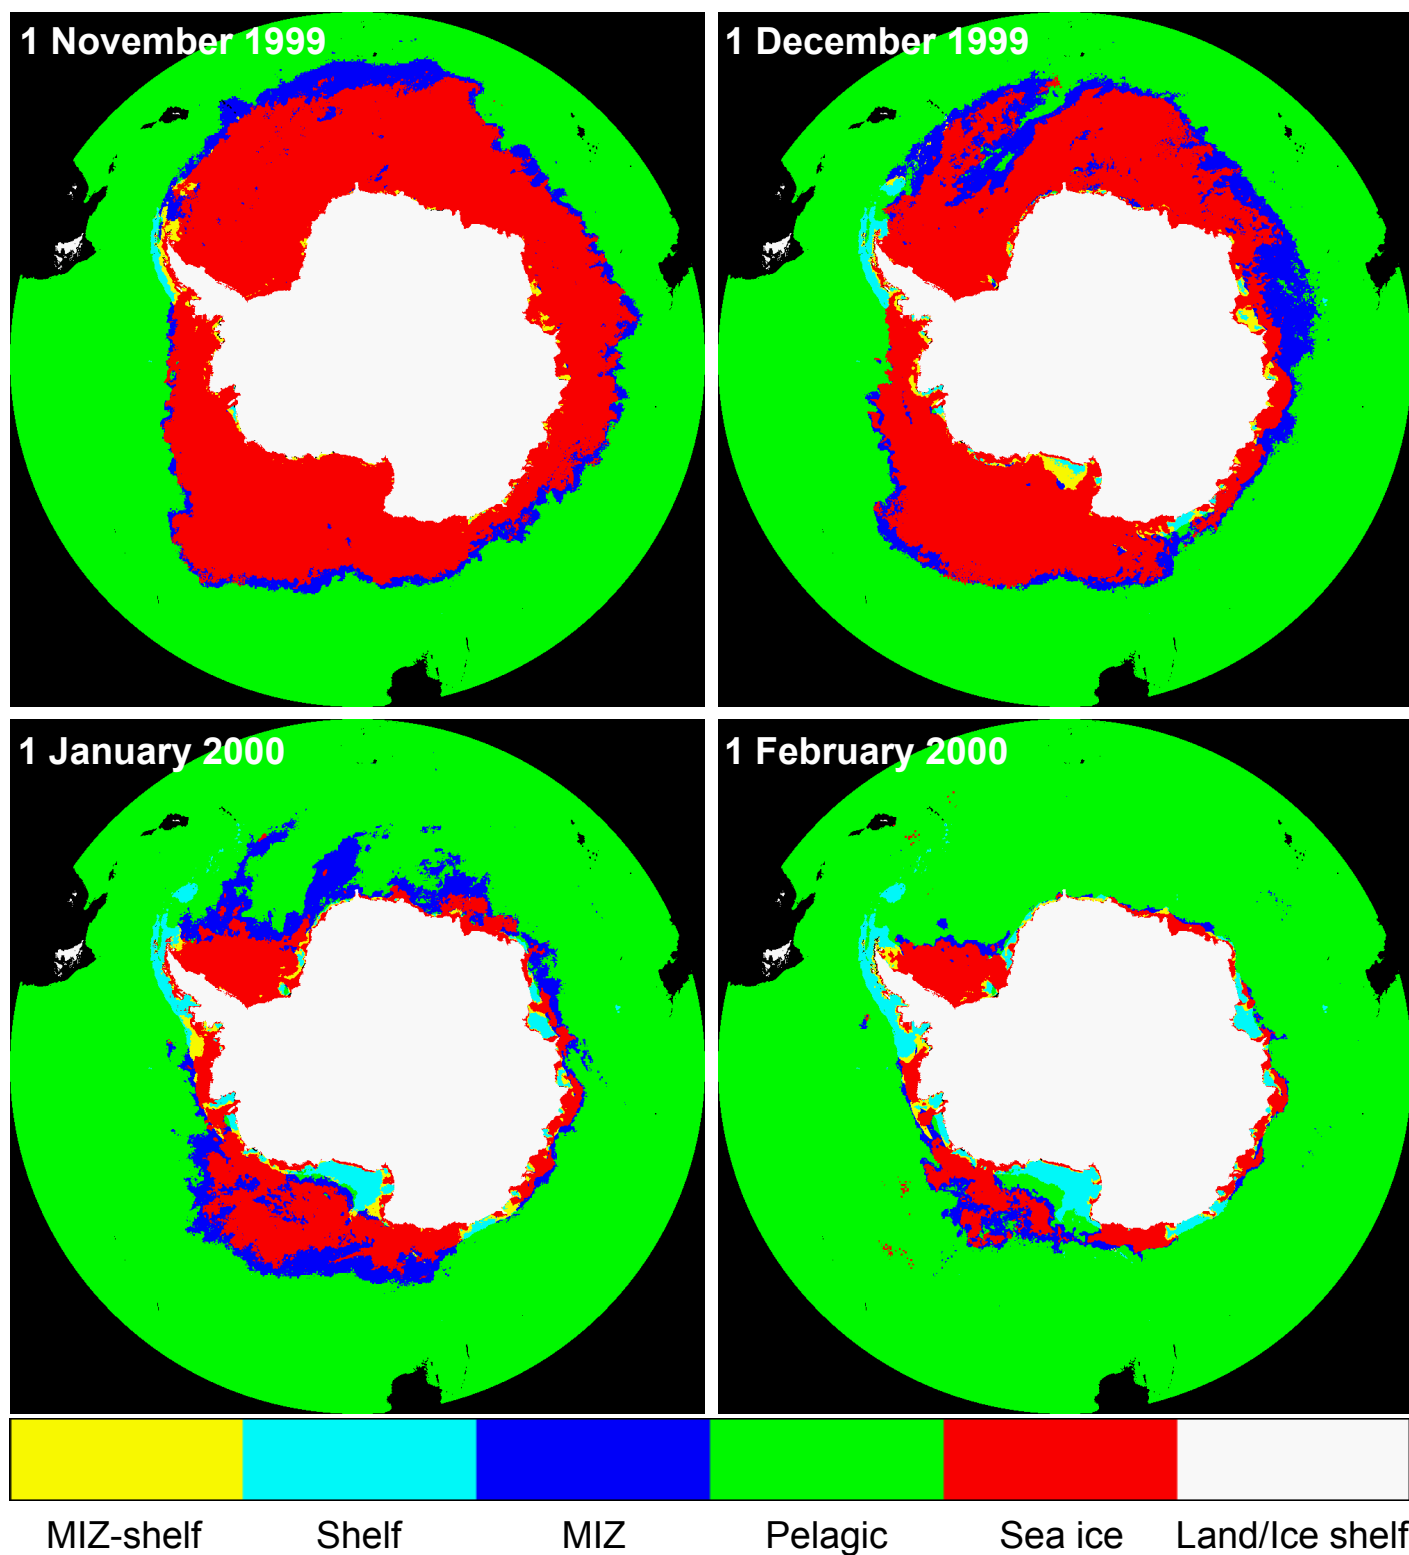 1 November 1999
1 December 1999
1 January 2000
1 February 2000
MIZ-shelf Shelf MIZ Pelagic Sea ice Land/Ice shelf